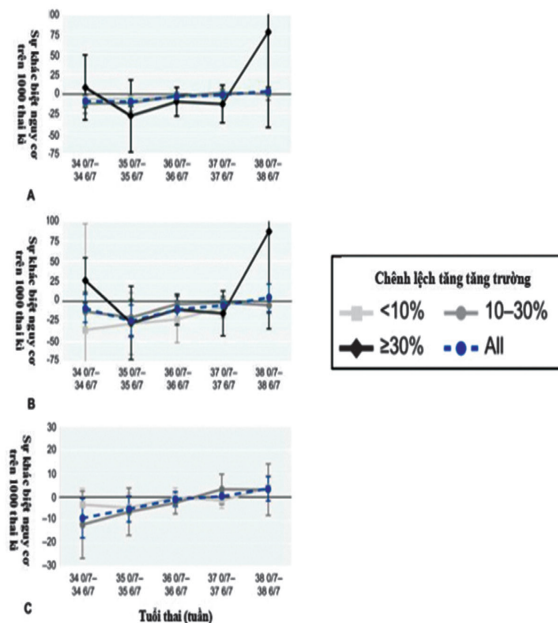 Sự khác biệt nguy cơ
trên 1000 thai kì
00
75
50
25
0
-25
-50
-75
34 0/7– 35 0/7– 36 0/7– 37 0/7– 38 0/7–
34 6/7 35 6/7 36 6/7 37 6/7 38 6/7
A
Sự khác biệt nguy cơ
trên 1000 thai kì
100
75
50
25
0
-25
-50
-75
34 0/7– 35 0/7– 36 0/7– 37 0/7– 38 0/7–
34 6/7 35 6/7 36 6/7 37 6/7 38 6/7
B
Chênh lệch tăng tăng trưởng
<10% 10–30%
≥30% All
Sự khác biệt nguy cơ
trên 1000 thai kì
30
20
10
0
−10
−20
−30
34 0/7– 35 0/7– 36 0/7– 37 0/7– 38 0/7–
34 6/7 35 6/7 36 6/7 37 6/7 38 6/7
C
Tuổi thai (tuần)